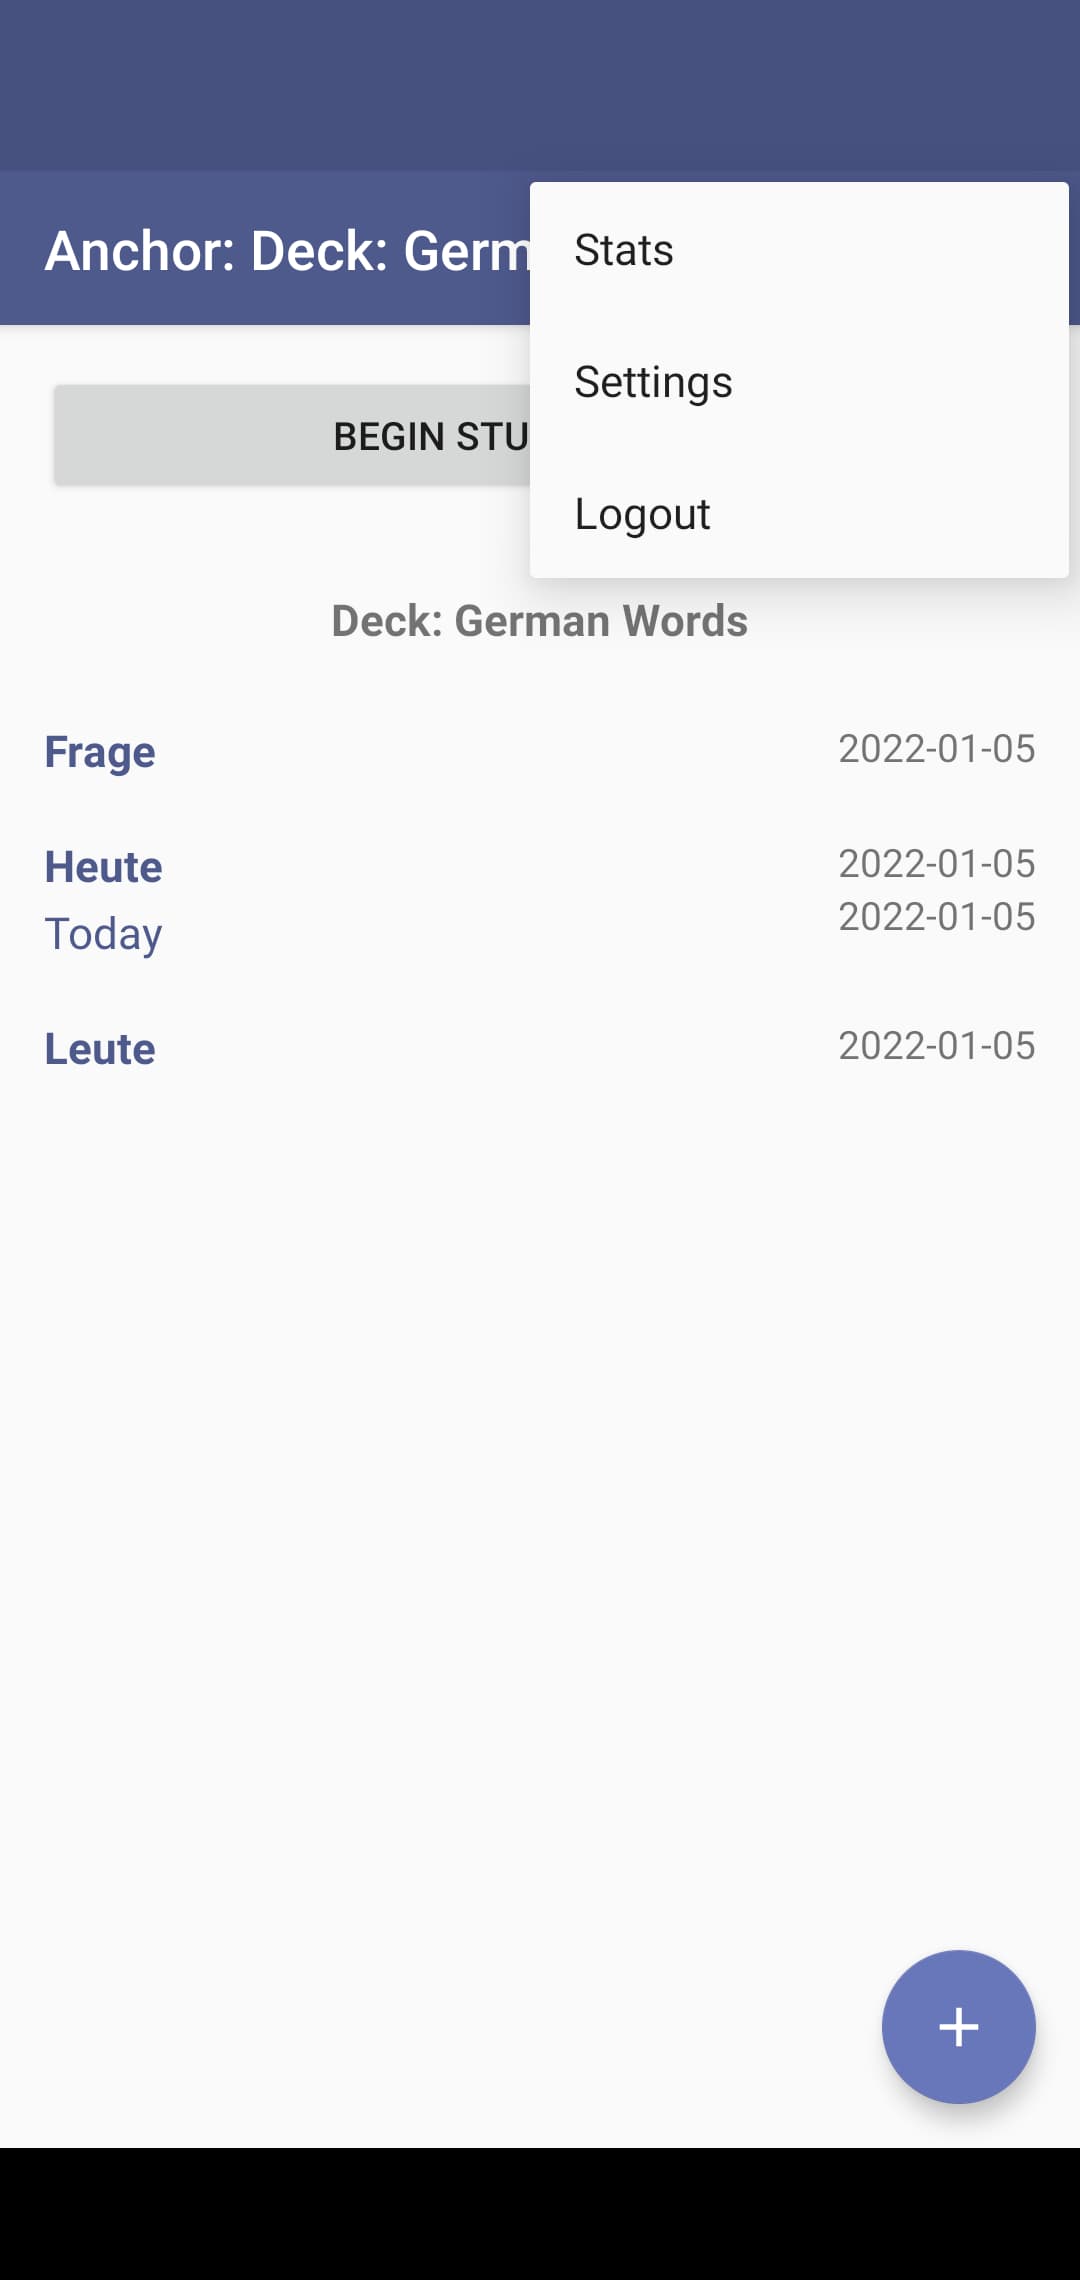 Anchor: Deck: Germ
Stats
Settings
Logout
BEGIN STU
Deck: German Words
Frage 2022-01-05
Heute 2022-01-05
Today 2022-01-05
Leute 2022-01-05
+